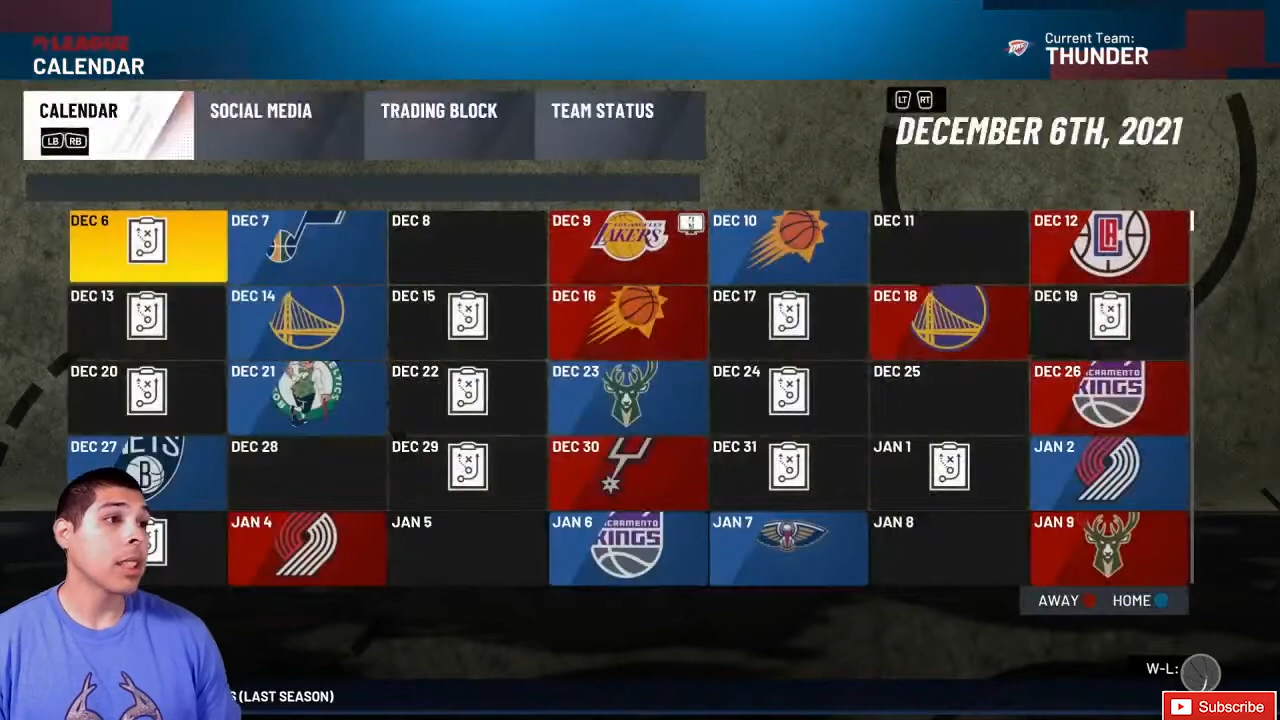 MyLEAGUE
CALENDAR
Current Team:
THUNDER
CALENDAR
LB RB
SOCIAL MEDIA
TRADING BLOCK
TEAM STATUS
LT RT
DECEMBER 6TH, 2021
DEC 6
DEC 7
DEC 8
DEC 9
LOS ANGELES
LAKERS
DEC 10
DEC 11
DEC 12
LA
DEC 13
DEC 14
DEC 15
DEC 16
DEC 17
DEC 18
DEC 19
DEC 20
DEC 21
DEC 22
DEC 23
DEC 24
DEC 25
DEC 26
SACRAMENTO
KINGS
DEC 27
B
DEC 28
DEC 29
DEC 30
DEC 31
JAN 1
JAN 2
JAN 4
JAN 5
JAN 6
SACRAMENTO
KINGS
JAN 7
JAN 8
JAN 9
AWAY
HOME
W-L:
S (LAST SEASON)
Subscribe